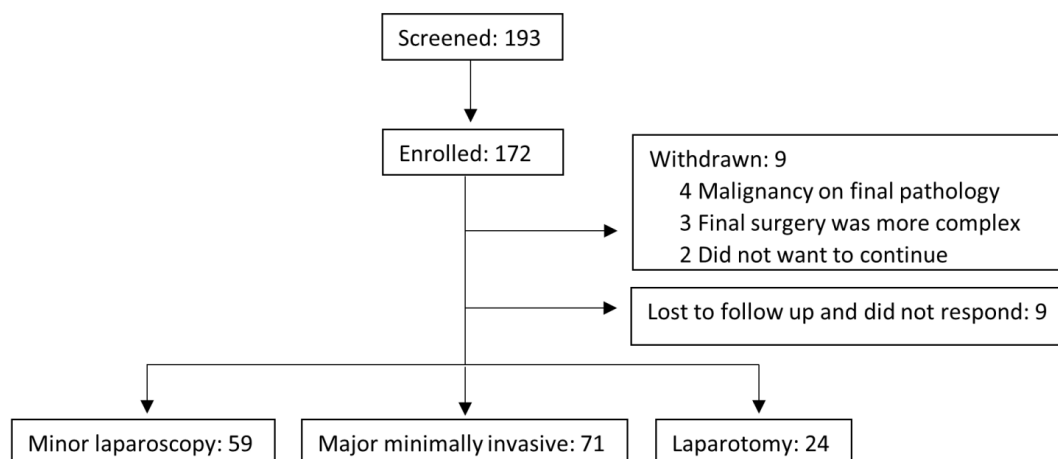 Screened: 193
Enrolled: 172
Withdrawn: 9
4 Malignancy on final pathology
3 Final surgery was more complex
2 Did not want to continue
Lost to follow up and did not respond: 9
Minor laparoscopy: 59
Major minimally invasive: 71
Laparotomy: 24